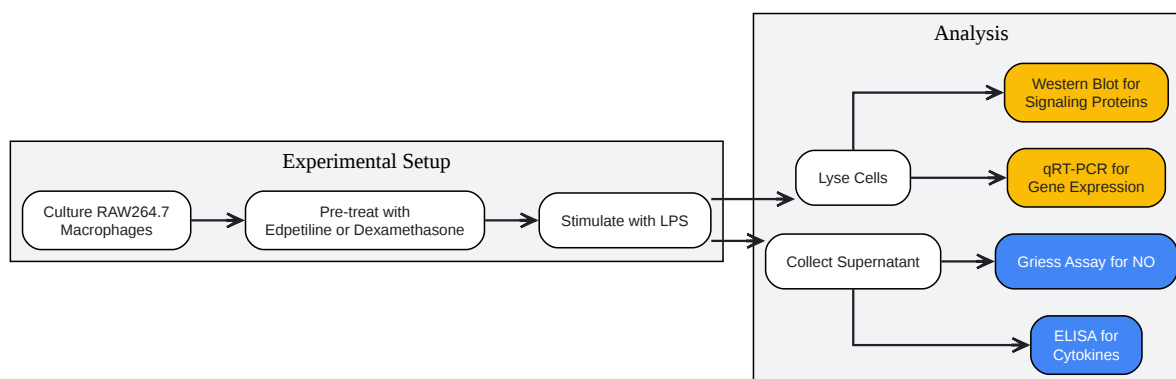 Experimental Setup
Culture RAW264.7
Macrophages
Pre-treat with
Edpetiline or Dexamethasone
Stimulate with LPS
Analysis
Lyse Cells
Collect Supernatant
Western Blot for
Signaling Proteins
qRT-PCR for
Gene Expression
Griess Assay for NO
ELISA for
Cytokines